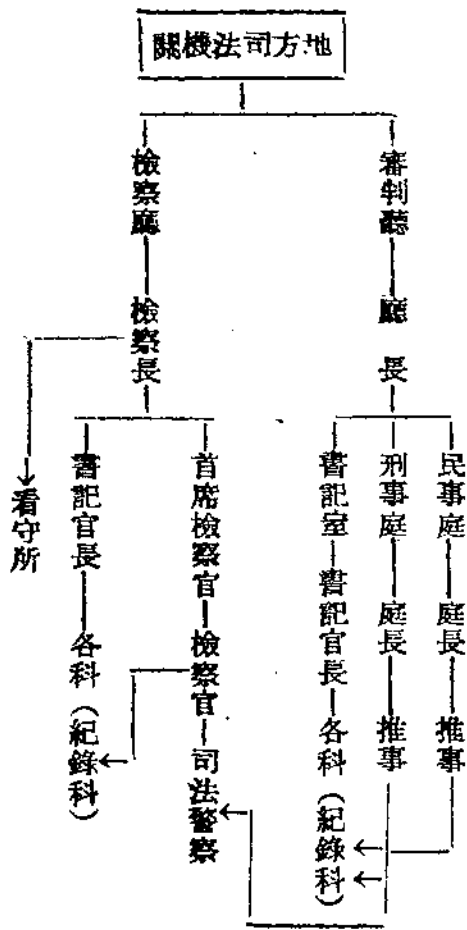 地方司法機關
審判聽
廳長
民事庭
庭長
推事
刑事庭
庭長
推事
書記室
書記官長
各科（紀錄科）
檢察廳
檢察長
首席檢察官
檢察官
司法警察
書記官長
各科（紀錄科）
看守所